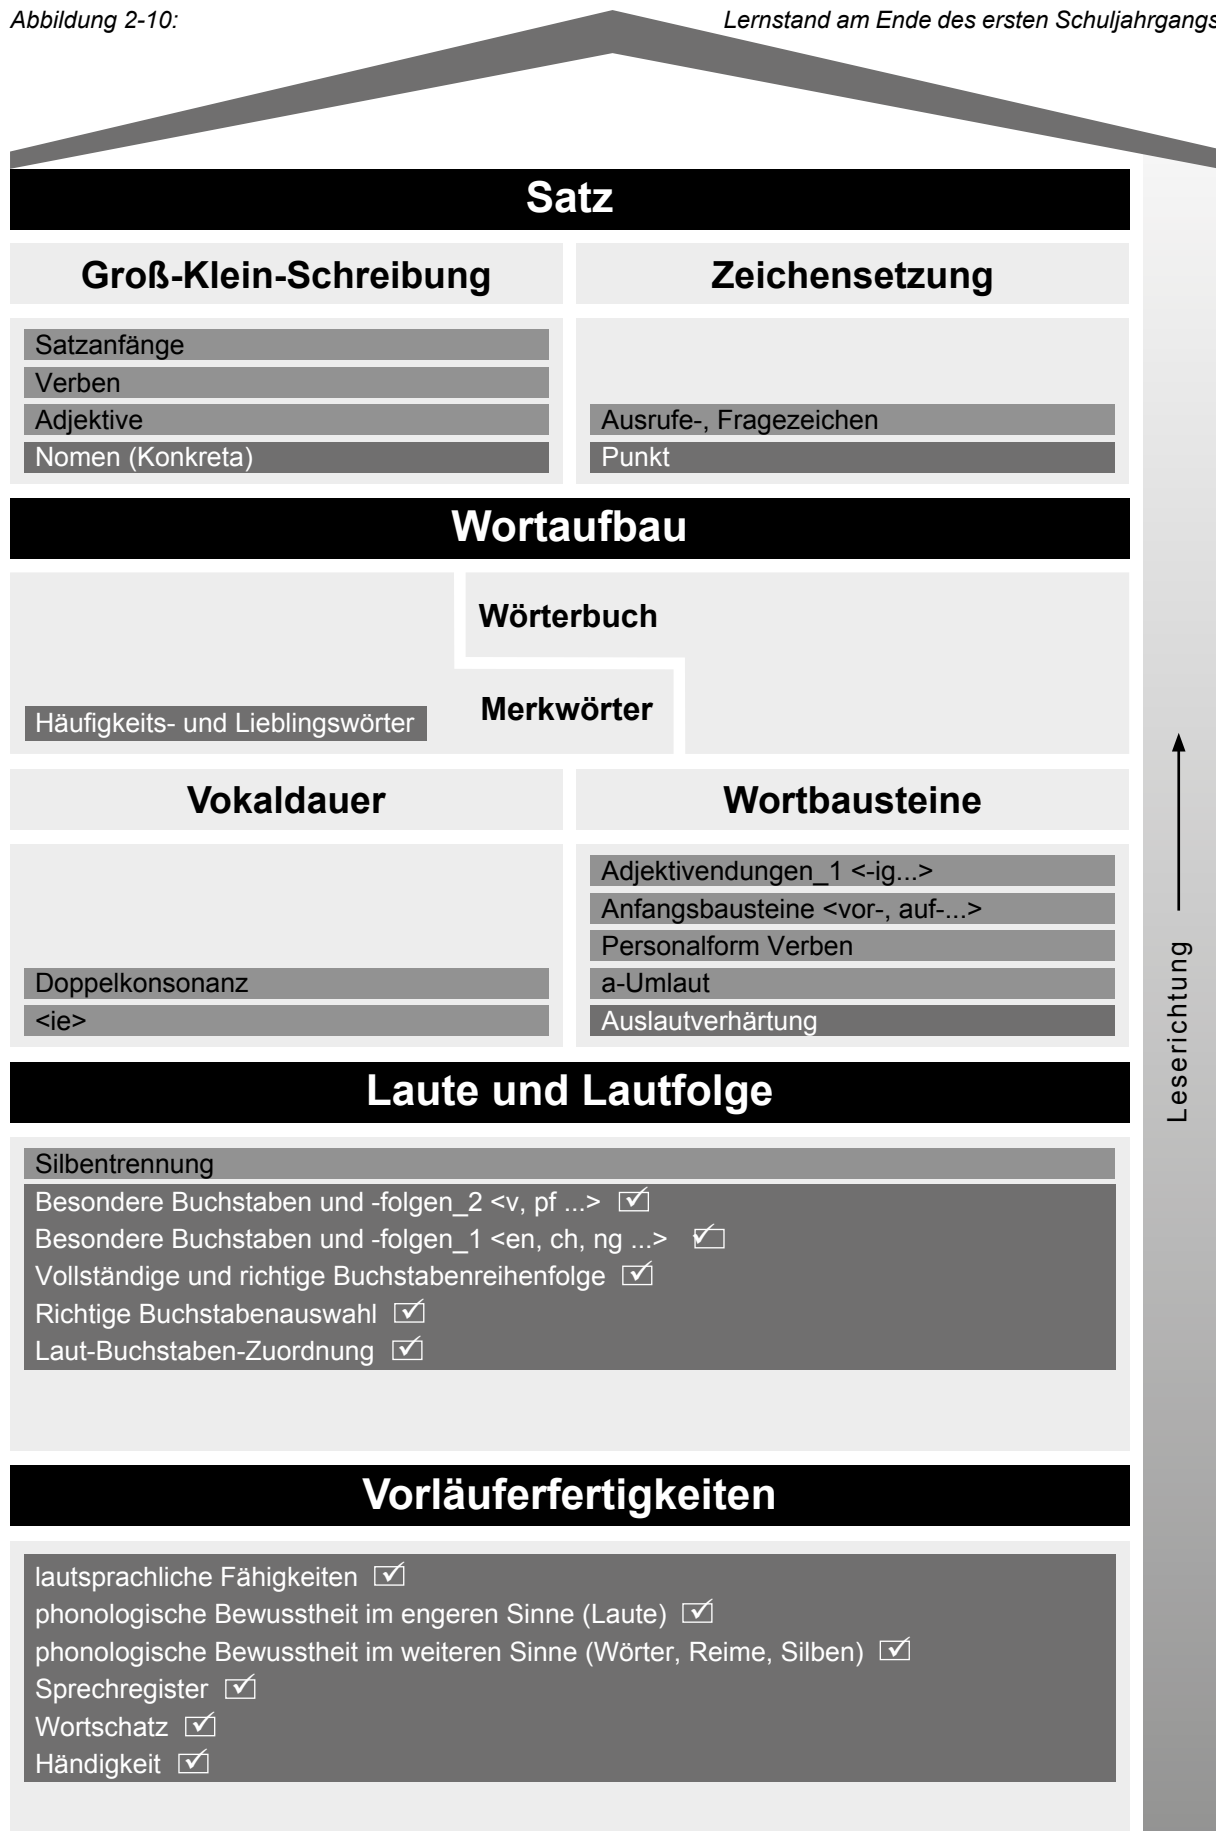 Abbildung 2-10:
Lernstand am Ende des ersten Schuljahrgangs
Satz
Groß-Klein-Schreibung
Zeichensetzung
Satzanfänge
Verben
Adjektive
Nomen (Konkreta)
Ausrufe-, Fragezeichen
Punkt
Wortaufbau
Wörterbuch
Merkwörter
Häufigkeits- und Lieblingswörter
Vokaldauer
Wortbausteine
Doppelkonsonanz
<ie>
Adjektivendungen_1 <-ig...>
Anfangsbausteine <vor-, auf-...>
Personalform Verben
a-Umlaut
Auslautverhärtung
Laute und Lautfolge
Silbentrennung
Besondere Buchstaben und -folgen_2 <v, pf ...> ☑
Besondere Buchstaben und -folgen_1 <en, ch, ng ...> ☑
Vollständige und richtige Buchstabenreihenfolge ☑
Richtige Buchstabenauswahl ☑
Laut-Buchstaben-Zuordnung ☑
Vorläuferfertigkeiten
lautsprachliche Fähigkeiten ☑
phonologische Bewusstheit im engeren Sinne (Laute) ☑
phonologische Bewusstheit im weiteren Sinne (Wörter, Reime, Silben) ☑
Sprechregister ☑
Wortschatz ☑
Händigkeit ☑
Leserichtung